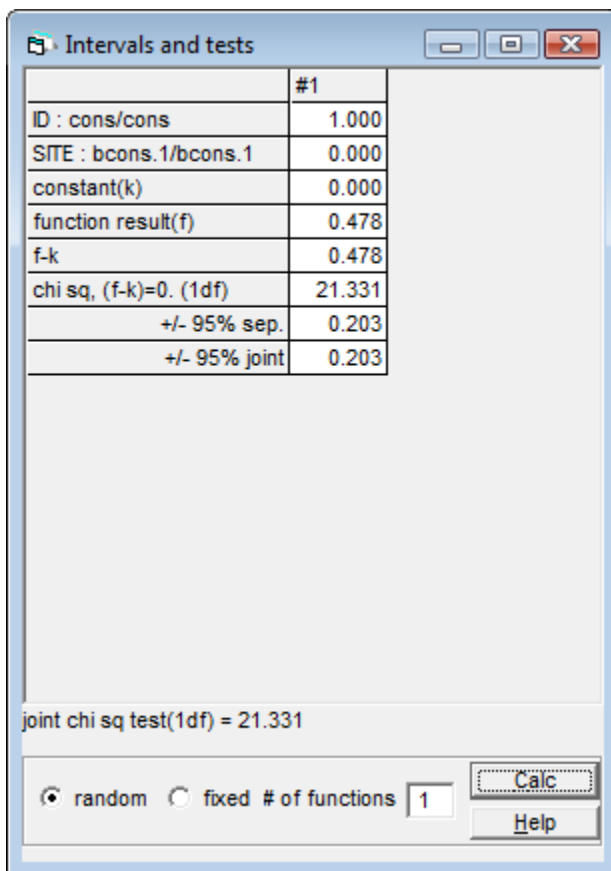 Intervals and tests
#1
ID : cons/cons 1.000
SITE : bcons.1/bcons.1 0.000
constant(k) 0.000
function result(f) 0.478
f-k 0.478
chi sq, (f-k)=0. (1df) 21.331
+/- 95% sep. 0.203
+/- 95% joint 0.203
joint chi sq test(1df) = 21.331
random fixed # of functions 1 Calc
Help